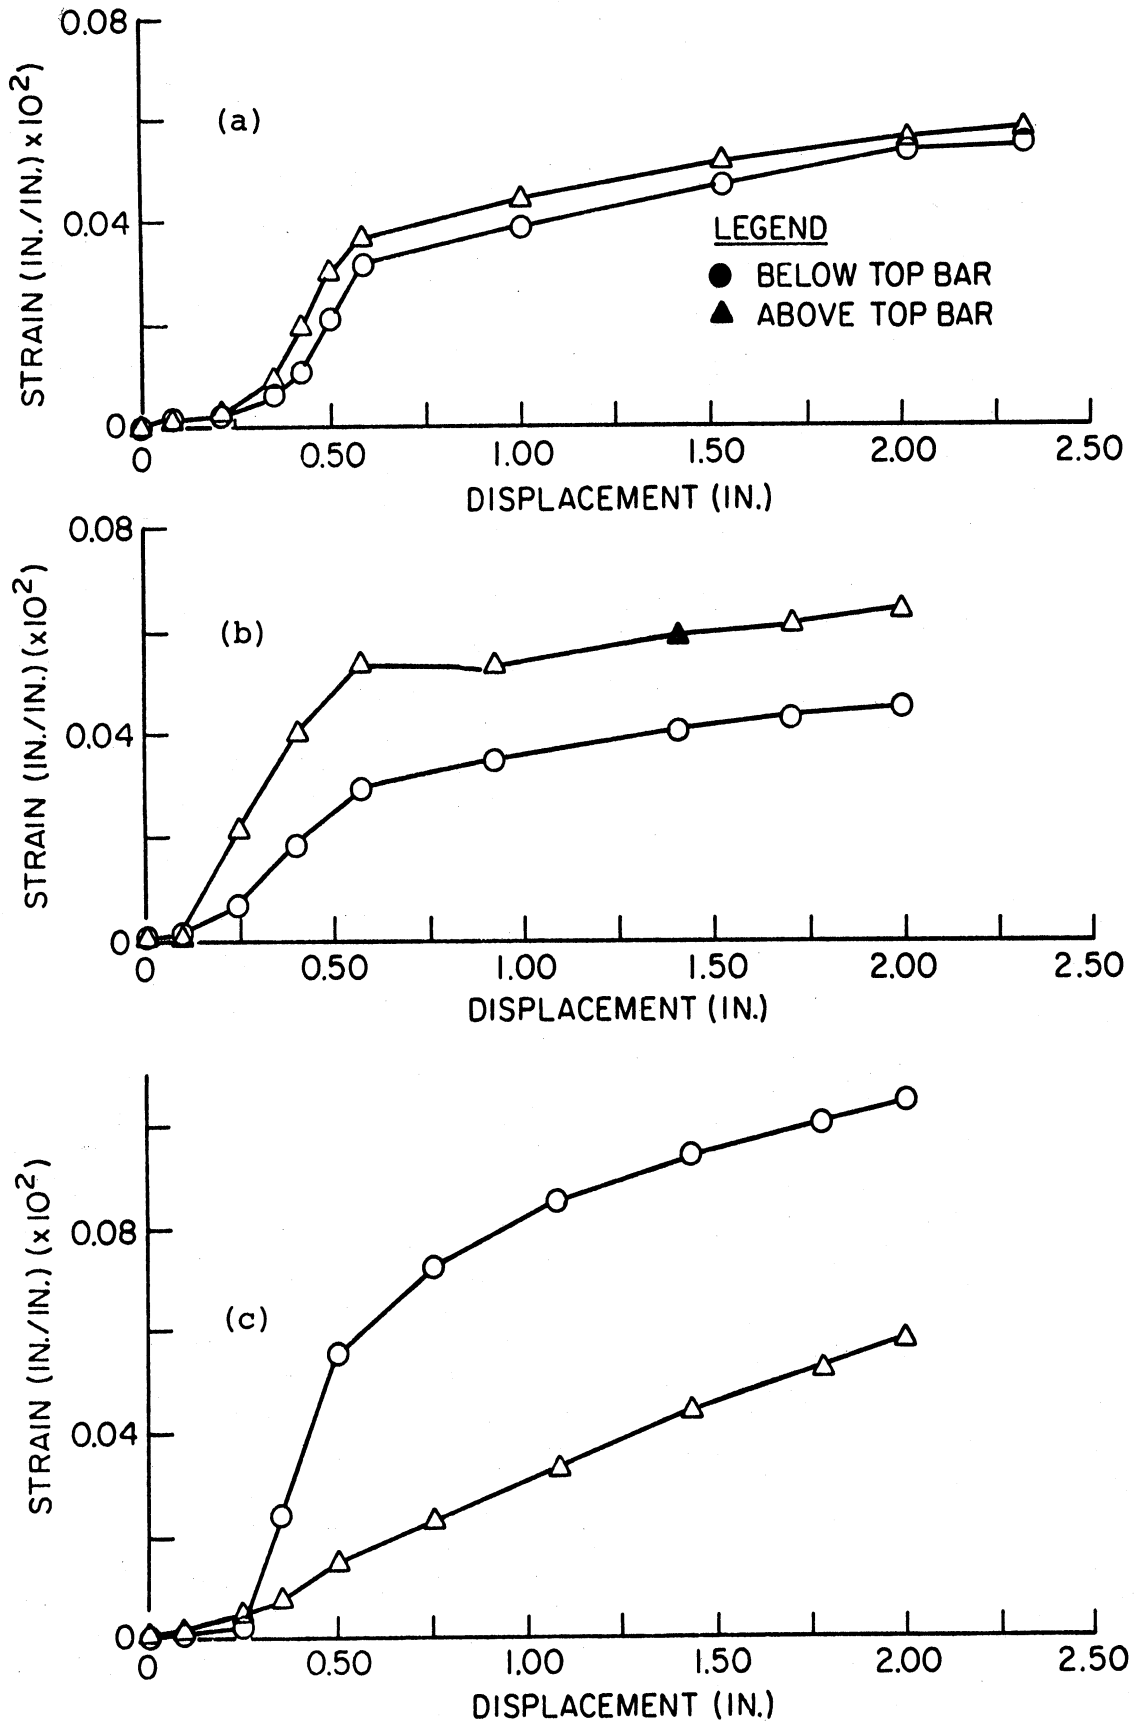 0.08
STRAIN (IN./IN.) x10²)
(a)
0.04
LEGEND
BELOW TOP BAR
ABOVE TOP BAR
0
0 0.50 1.00 1.50 2.00 2.50
DISPLACEMENT (IN.)
0.08
STRAIN (IN./IN.) (x10²)
(b)
0.04
0
0 0.50 1.00 1.50 2.00 2.50
DISPLACEMENT (IN.)
STRAIN (IN./IN.) (x10²)
0.08
(c)
0.04
0
0 0.50 1.00 1.50 2.00 2.50
DISPLACEMENT (IN.)